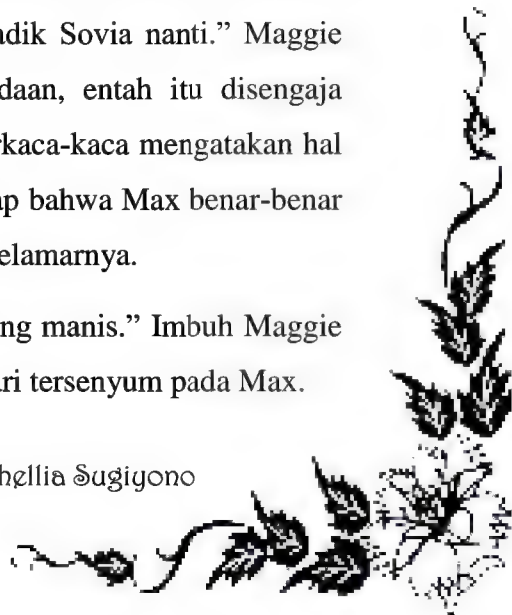 adik Sovia nanti.” Maggie
daan, entah itu disengaja
rkaca-kaca mengatakan hal
ap bahwa Max benar-benar
elamarnya.
ng manis.” Imbuh Maggie
ari tersenyum pada Max.
hellia Sugiyono